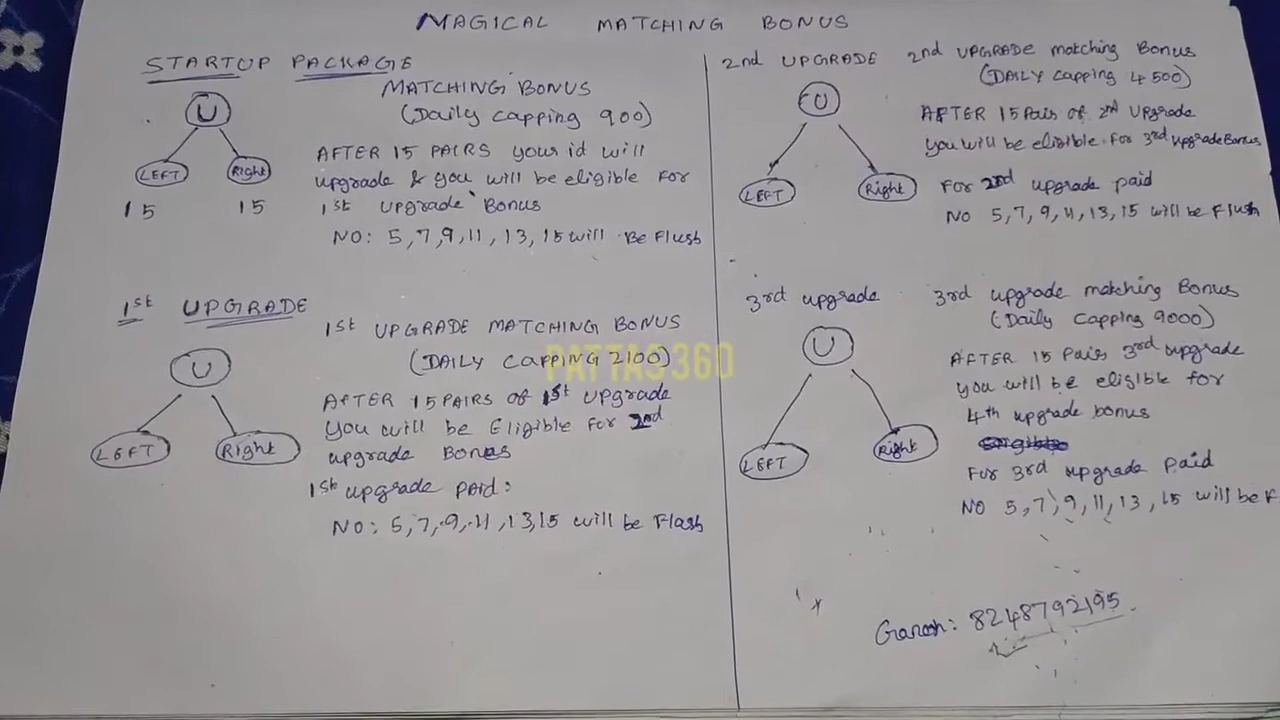 MAGICAL MATCHING BONUS
STARTUP PACKAGE
MATCHING BONUS
(Daily capping 900)
U
LEFT Right
15 15
AFTER 15 PAIRS your id will
upgrade & you will be eligible For
1st upgrade Bonus
NO: 5,7,9,11, 13, 15 will Be Flush
1st UPGRADE
1st UPGRADE MATCHING BONUS
(DAILY CAPPING 2100)
U
LEFT Right
AFTER 15 PAIRS OF 1st UPgrade
you will be Eligible For 2nd
upgrade Bonus
1st upgrade PAID:
NO: 5,7,9,11,13,15 will be Flash
2nd UPGRADE 2nd UPGRADE matching Bonus
(DAILY capping 4500)
U
LEFT Right
AFTER 15 Pair of 2nd Upgrade
you will be eligible For 3rd upgrade Bonus
For 2nd upgrade paid
NO 5,7,9,11,13,15 will be Flush
3rd upgrade 3rd upgrade matching Bonus
(Daily Capping 9000)
U
LEFT Right
AFTER 15 Pairs 3rd upgrade
you will be eligible for
4th upgrade bonus
For 3rd upgrade Paid
NO 5,7,9,11,13,15 will be F
Ganesh: 8248792195
PATTAS 360